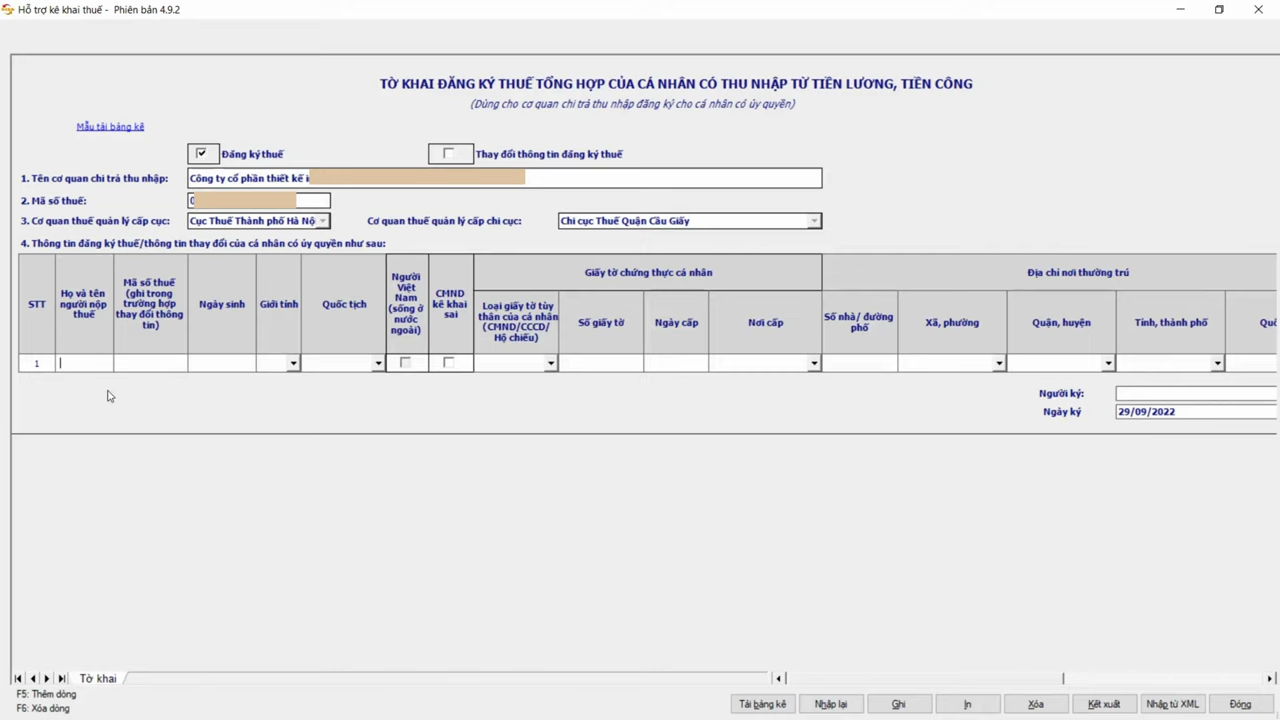 Hỗ trợ kê khai thuế - Phiên bản 4.9.2
TỜ KHAI ĐĂNG KÝ THUẾ TỔNG HỢP CỦA CÁ NHÂN CÓ THU NHẬP TỪ TIỀN LƯƠNG, TIỀN CÔNG
(Dùng cho cơ quan chi trả thu nhập đăng ký cho cá nhân có ủy quyền)
Mẫu tải bảng kê
Đăng ký thuế
Thay đổi thông tin đăng ký thuế
1. Tên cơ quan chi trả thu nhập: Công ty cổ phần thiết kế
2. Mã số thuế: 0
3. Cơ quan thuế quản lý cấp cục: Cục Thuế Thành phố Hà Nộ
Cơ quan thuế quản lý cấp chi cục: Chi cục Thuế Quận Cầu Giấy
4. Thông tin đăng ký thuế/thông tin thay đổi của cá nhân có ủy quyền như sau:
STT
Họ và tên
người nộp
thuế
Mã số thuế
(ghi trong
trường hợp
thay đổi thông
tin)
Ngày sinh
Giới tính
Quốc tịch
Người
Việt
Nam
(sống ở
nước
ngoài)
CMND
kê khai
sai
Giấy tờ chứng thực cá nhân
Loại giấy tờ tùy
thân của cá nhân
(CMND/CCCD/
Hộ chiếu)
Số giấy tờ
Ngày cấp
Nơi cấp
Địa chỉ nơi thường trú
Số nhà/ đường
phố
Xã, phường
Quận, huyện
Tỉnh, thành phố
Quố
1
Người ký:
Ngày ký 29/09/2022
Tờ khai
F5: Thêm dòng
F6: Xóa dòng
Tải bảng kê
Nhập lại
Ghi
In
Xóa
Kết xuất
Nhập từ XML
Đóng